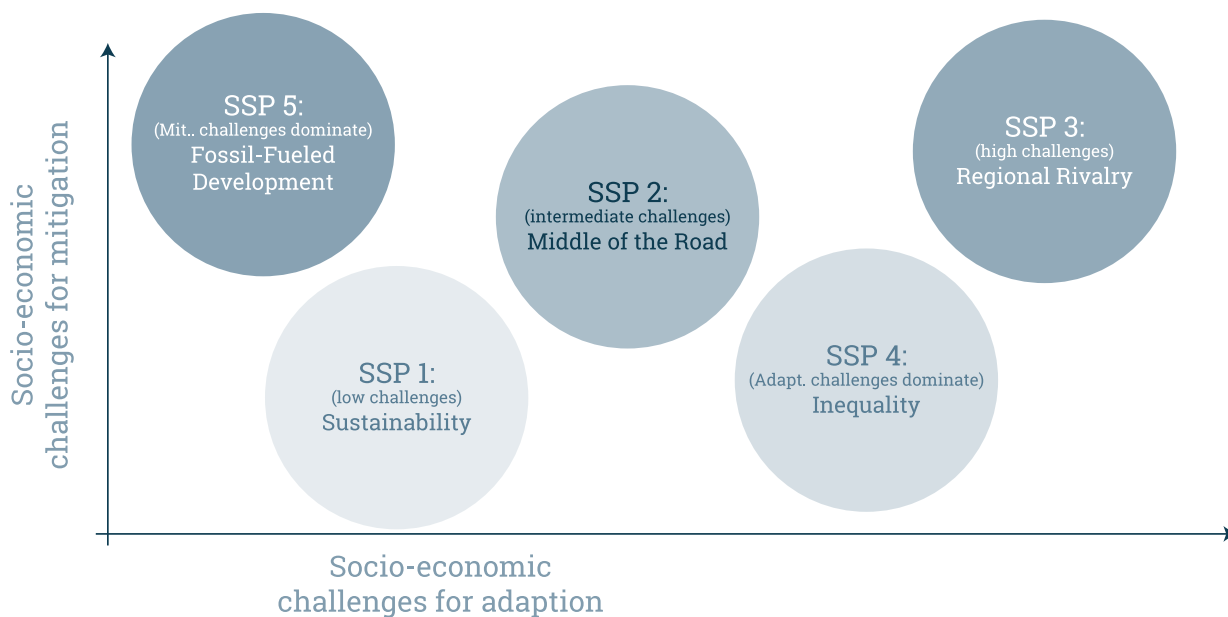 Socio-economic
challenges for mitigation
SSP 5:
(Mit.. challenges dominate)
Fossil-Fueled
Development
SSP 2:
(intermediate challenges)
Middle of the Road
SSP 3:
(high challenges)
Regional Rivalry
SSP 1:
(low challenges)
Sustainability
SSP 4:
(Adapt. challenges dominate)
Inequality
Socio-economic
challenges for adaption